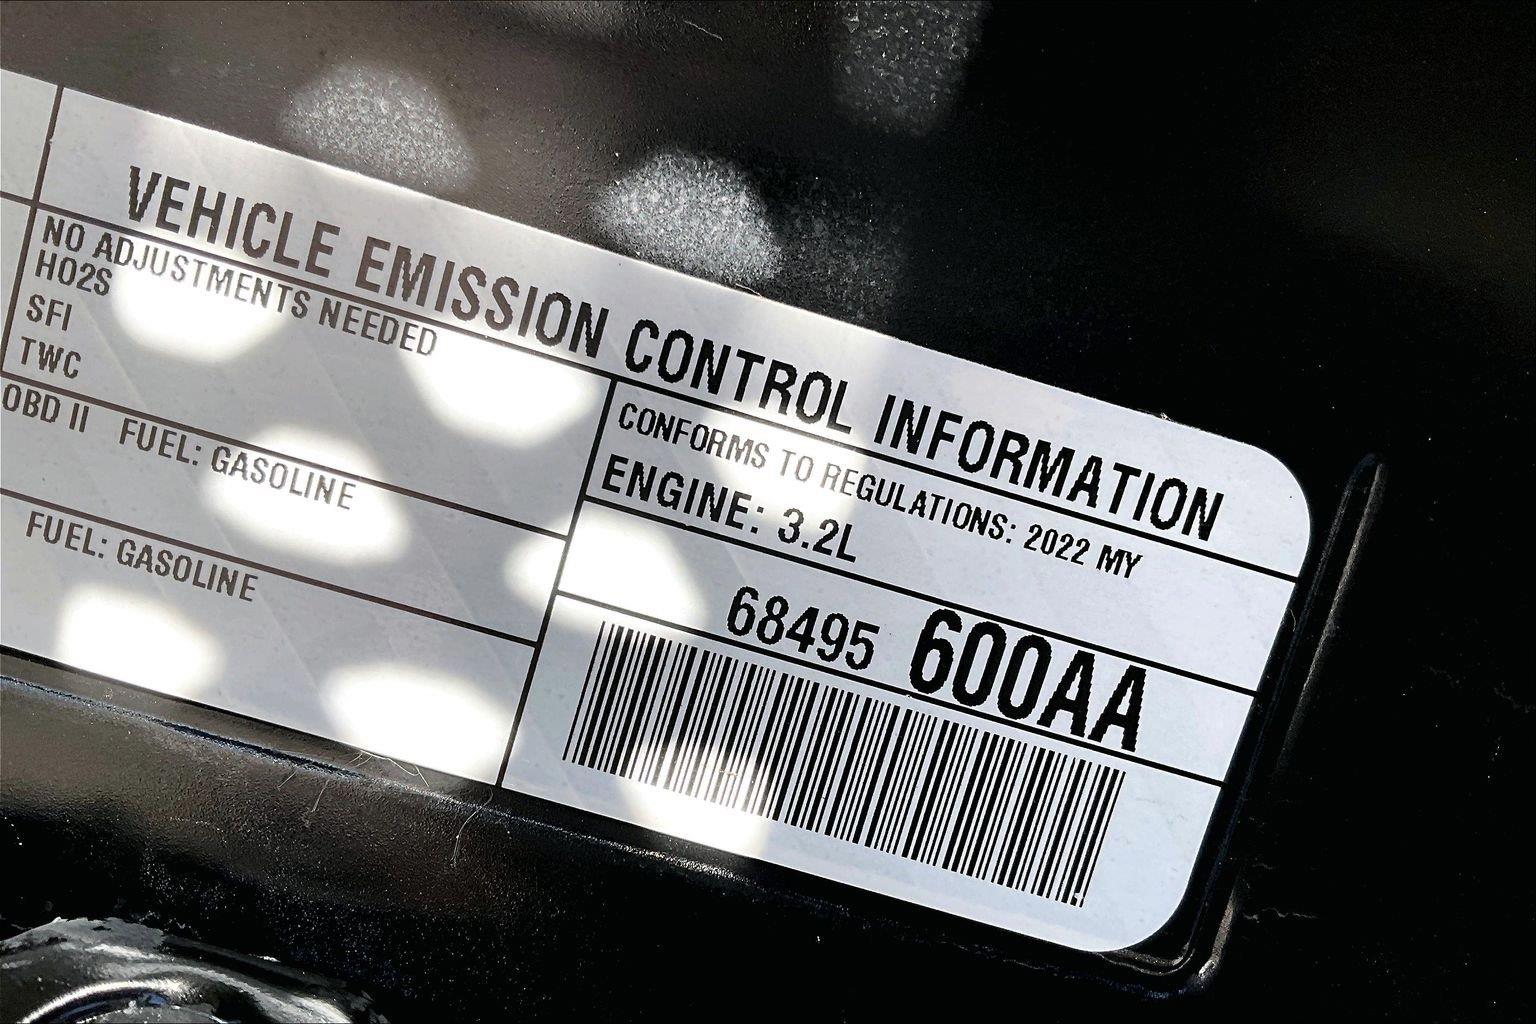 VEHICLE EMISSION CONTROL INFORMATION
NO ADJUSTMENTS NEEDED
HO2S
SFI
TWC
OBD II FUEL: GASOLINE
FUEL: GASOLINE
CONFORMS TO REGULATIONS: 2022 MY
ENGINE: 3.2L
68495 600AA